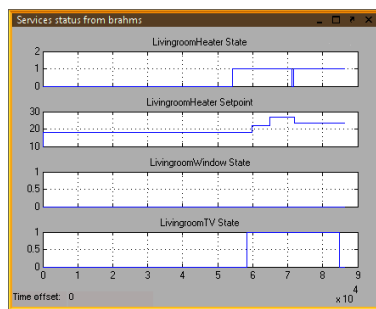 Services status from brahms
LivingroomHeater State
2
1
0
LivingroomHeater Setpoint
30
20
10
LivingroomWindow State
1
0.5
0
LivingroomTV State
1
0.5
0
0 1 2 3 4 5 6 7 8 9
x 10^4
Time offset: 0